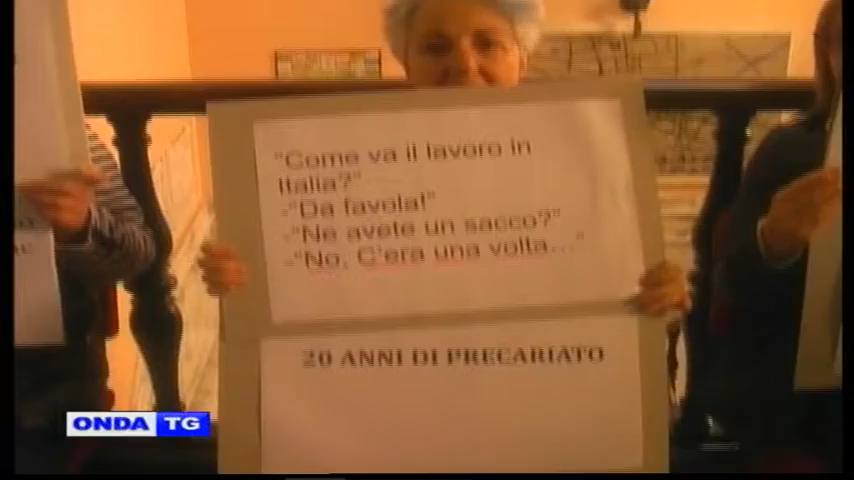 "Come va il lavoro in
Italia?"
-"Da favola!"
-"Ne avete un sacco?"
-"No, C'era una volta..."
20 ANNI DI PRECARIATO
ONDA TG